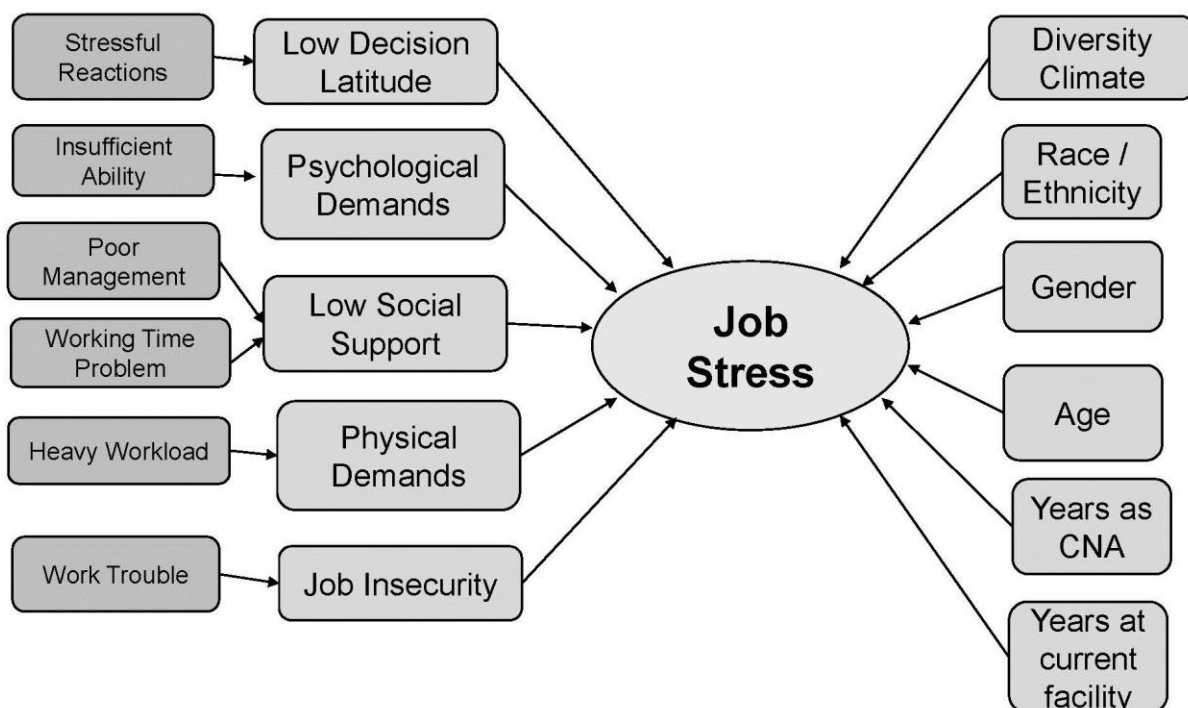 Stressful
Reactions
Low Decision
Latitude
Insufficient
Ability
Psychological
Demands
Poor
Management
Working Time
Problem
Low Social
Support
Heavy Workload
Physical
Demands
Work Trouble
Job Insecurity
Job
Stress
Diversity
Climate
Race /
Ethnicity
Gender
Age
Years as
CNA
Years at
current
facility